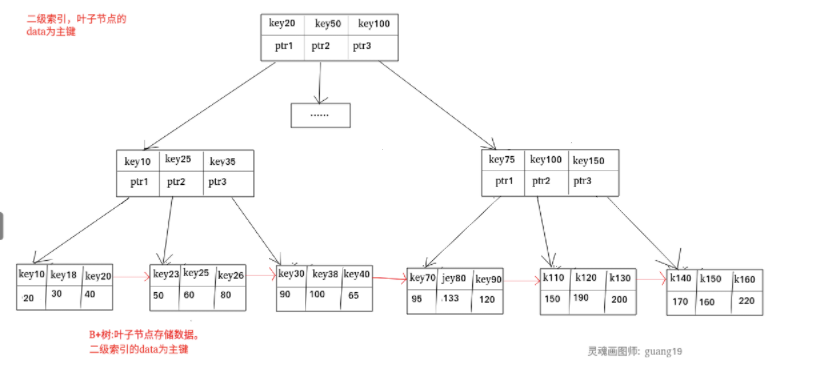 二级索引，叶子节点的
data为主键
key20 key50 key100
ptr1 ptr2 ptr3
......
key10 key25 key35
ptr1 ptr2 ptr3
key75 key100 key150
ptr1 ptr2 ptr3
key10 key18 key20
20 30 40
key23 key25 key26
50 60 80
key30 key38 key40
90 100 65
key70 jey80 key90
95 133 120
k110 k120 k130
150 190 200
k140 k150 k160
170 160 220
B+树:叶子节点存储数据。
二级索引的data为主键
灵魂画图师: guang19